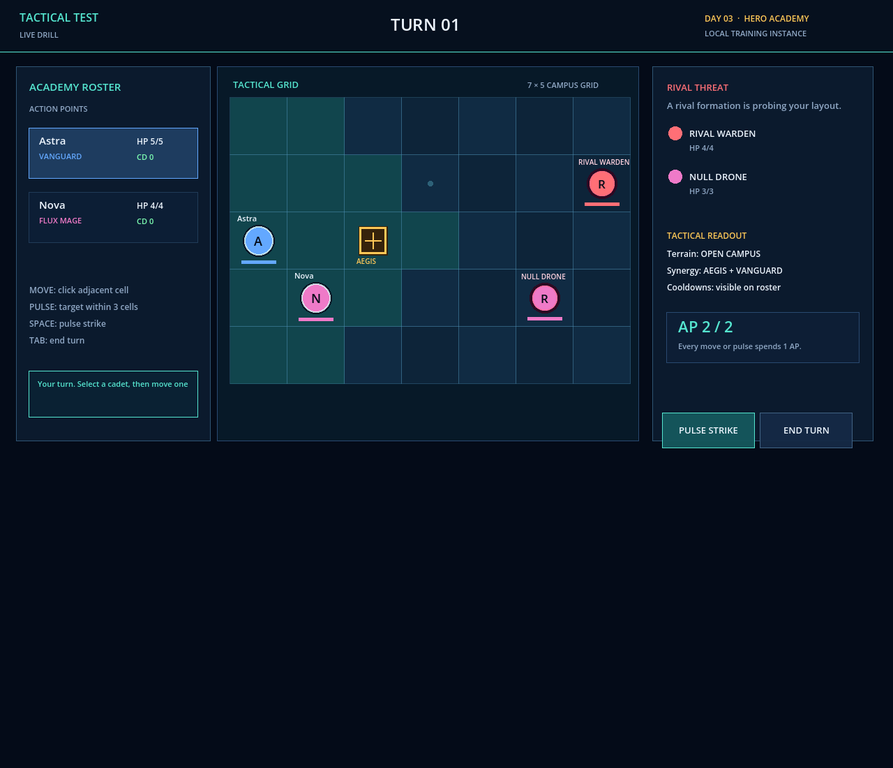 TACTICAL TEST
LIVE DRILL
TURN 01
DAY 03 · HERO ACADEMY
LOCAL TRAINING INSTANCE
ACADEMY ROSTER
ACTION POINTS
Astra
HP 5/5
VANGUARD
CD 0
Nova
HP 4/4
FLUX MAGE
CD 0
MOVE: click adjacent cell
PULSE: target within 3 cells
SPACE: pulse strike
TAB: end turn
Your turn. Select a cadet, then move one
TACTICAL GRID
7 × 5 CAMPUS GRID
RIVAL WARDEN
R
Astra
A
AEGIS
Nova
N
NULL DRONE
R
RIVAL THREAT
A rival formation is probing your layout.
RIVAL WARDEN
HP 4/4
NULL DRONE
HP 3/3
TACTICAL READOUT
Terrain: OPEN CAMPUS
Synergy: AEGIS + VANGUARD
Cooldowns: visible on roster
AP 2 / 2
Every move or pulse spends 1 AP.
PULSE STRIKE
END TURN